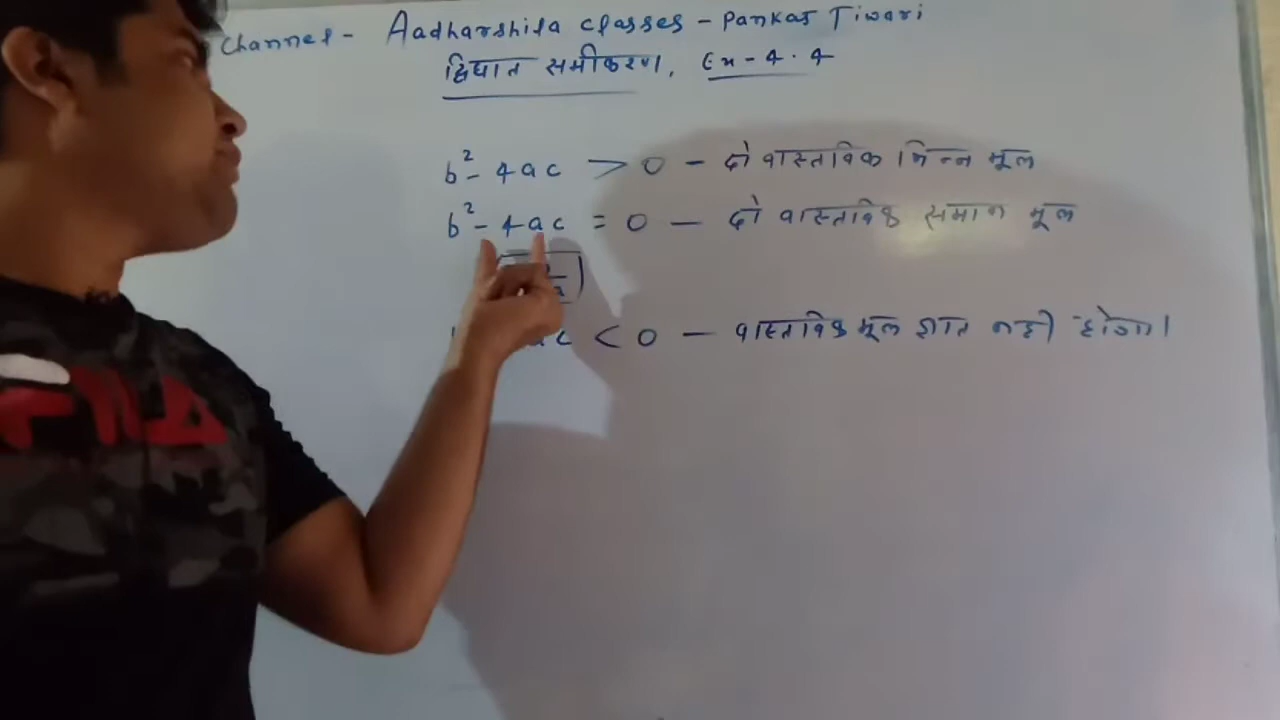 Channel - Aadharshila classes - Pankaj Tiwari
द्विघात समीकरण, Ex - 4.4
b² - 4ac > 0 - दो वास्तविक भिन्न मूल
b² - 4ac = 0 - दो वास्तविक समान मूल
c < 0 - वास्तविक मूल ज्ञात नही होगा।
FILA